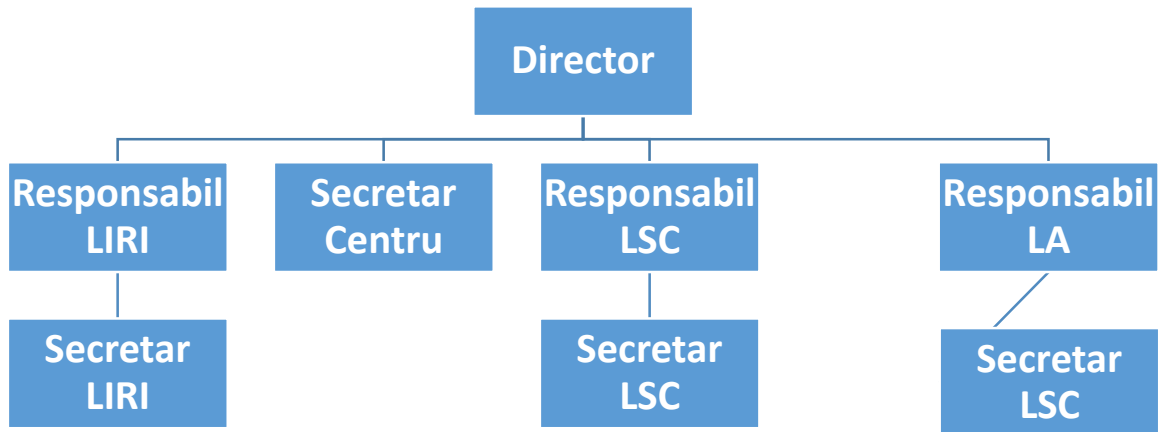 Director
Responsabil
LIRI
Secretar
Centru
Responsabil
LSC
Responsabil
LA
Secretar
LIRI
Secretar
LSC
Secretar
LSC